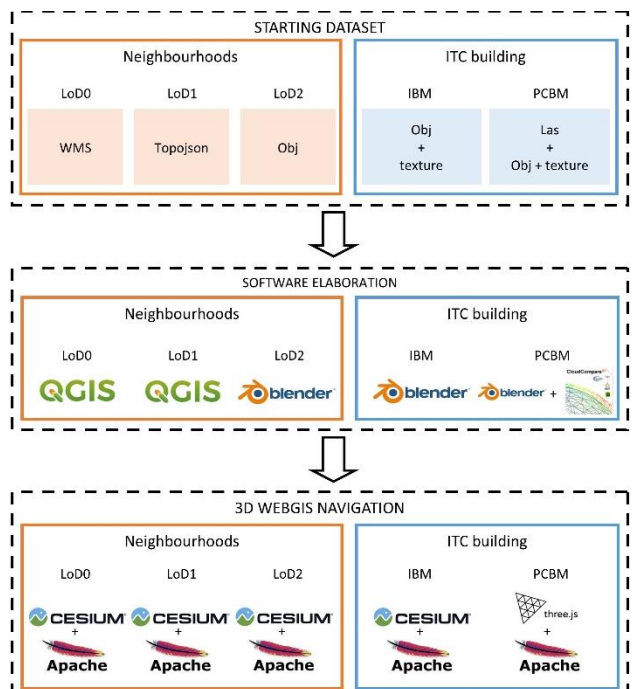 STARTING DATASET
Neighbourhoods
LoD0 LoD1 LoD2
WMS Topojson Obj
ITC building
IBM PCBM
Obj
+
texture
Las
+
Obj + texture
SOFTWARE ELABORATION
Neighbourhoods
LoD0 LoD1 LoD2
QGIS QGIS blender
ITC building
IBM PCBM
blender blender + CloudCompare
3D WEBGIS NAVIGATION
Neighbourhoods
LoD0 LoD1 LoD2
CESIUM CESIUM CESIUM
+ + +
Apache Apache Apache
ITC building
IBM PCBM
CESIUM three.js
+ +
Apache Apache